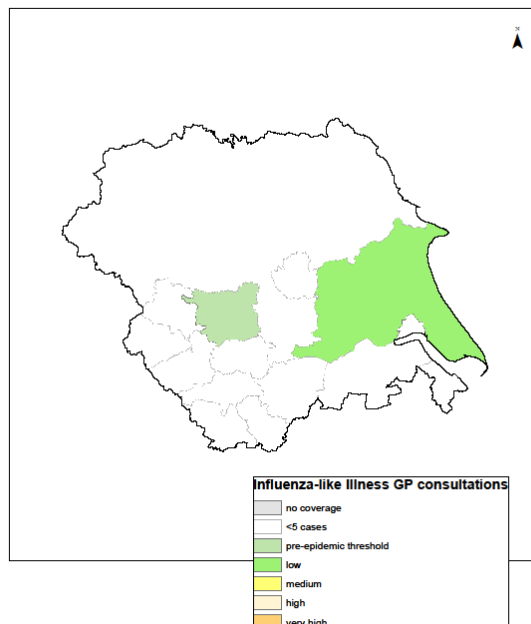 Influenza-like Illness GP consultations
no coverage
<5 cases
pre-epidemic threshold
low
medium
high
very high